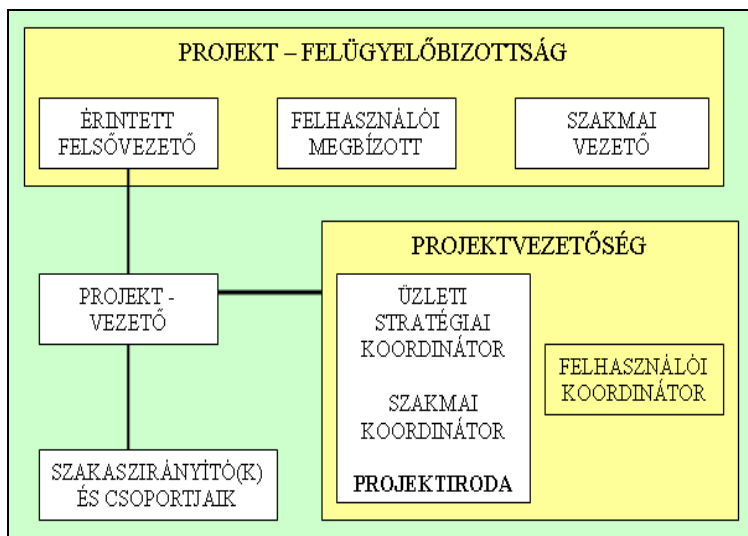 PROJEKT – FELÜGYELŐBIZOTTSÁG
ÉRINTETT
FELSŐVEZETŐ
FELHASZNÁLÓI
MEGBÍZOTT
SZAKMAI
VEZETŐ
PROJEKT -
VEZETŐ
PROJEKTVEZETŐSÉG
ÜZLETI
STRATÉGIAI
KOORDINÁTOR
SZAKMAI
KOORDINÁTOR
PROJEKTIRODA
FELHASZNÁLÓI
KOORDINÁTOR
SZAKASZIRÁNYÍTÓ(K)
ÉS CSOPORTJAIK